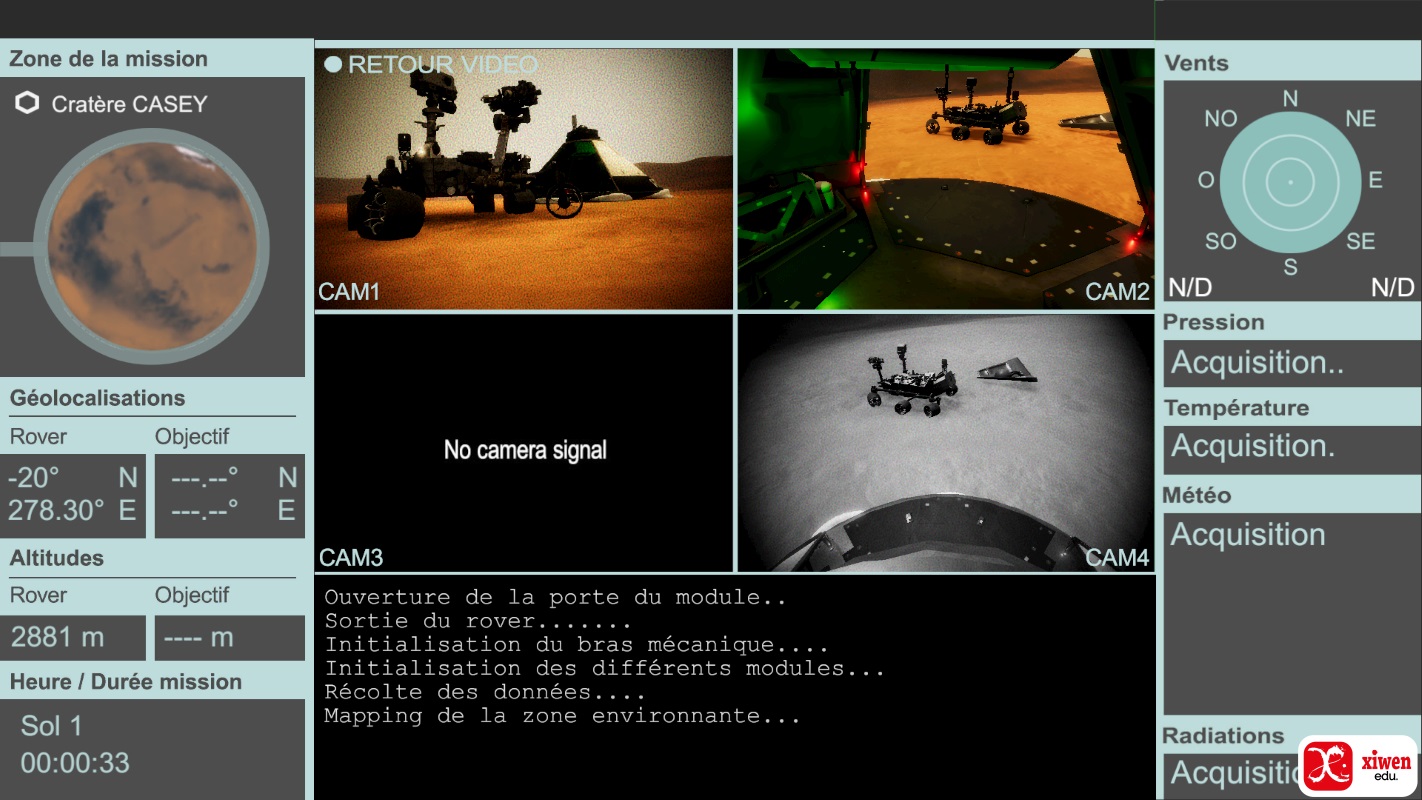 Zone de la mission
Cratère CASEY
Géolocalisations
Rover Objectif
-20° N ---.--° N
278.30° E ---.--° E
Altitudes
Rover Objectif
2881 m ---- m
Heure / Durée mission
Sol 1
00:00:33
RETOUR VIDEO
CAM1
CAM2
No camera signal
CAM3
CAM4
Ouverture de la porte du module..
Sortie du rover.......
Initialisation du bras mécanique....
Initialisation des différents modules...
Récolte des données....
Mapping de la zone environnante...
Vents
N
NO NE
O E
SO SE
S
N/D N/D
Pression
Acquisition..
Température
Acquisition.
Météo
Acquisition
Radiations
Acquisitio
xiwen
edu.